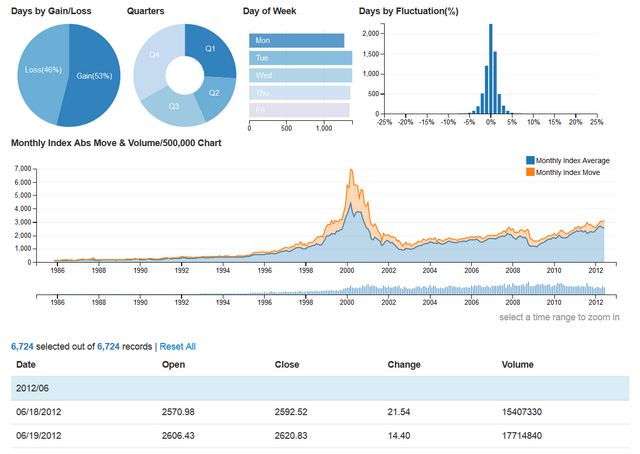 Days by Gain/Loss
Quarters
Day of Week
Days by Fluctuation(%)
Loss(46%)
Gain(53%)
Q4
Q1
Q3
Q2
Mon
Tue
Wed
Thu
Fri
0 500 1,000
2,000
1,500
1,000
500
0
-25% -20% -15% -10% -5% 0% 5% 10% 15% 20% 25%
Monthly Index Abs Move & Volume/500,000 Chart
Monthly Index Average
Monthly Index Move
7,000
6,000
5,000
4,000
3,000
2,000
1,000
0
1986 1988 1990 1992 1994 1996 1998 2000 2002 2004 2006 2008 2010 2012
1986 1988 1990 1992 1994 1996 1998 2000 2002 2004 2006 2008 2010 2012
select a time range to zoom in
6,724 selected out of 6,724 records | Reset All
Date Open Close Change Volume
2012/06
06/18/2012 2570.98 2592.52 21.54 15407330
06/19/2012 2606.43 2620.83 14.40 17714840